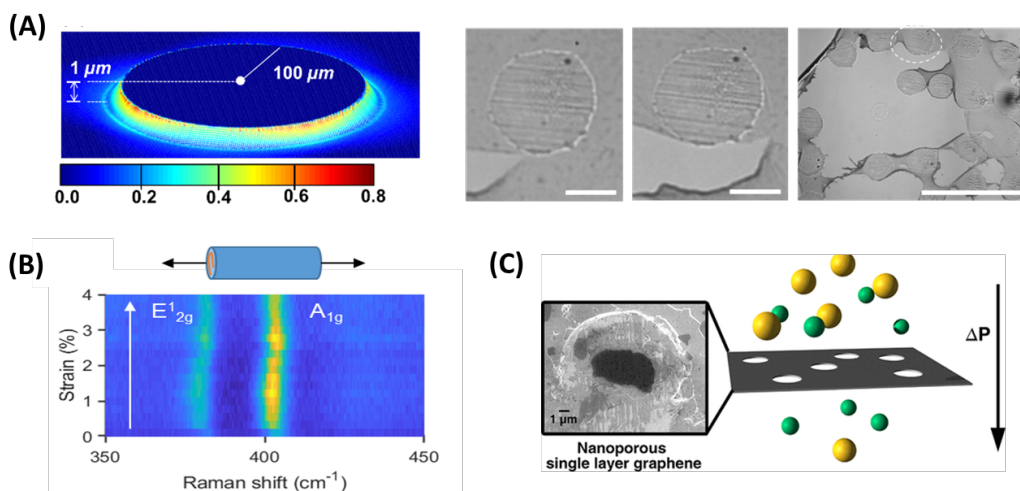 (A)
1 µm
100 µm
0.0 0.2 0.4 0.6 0.8
(B)
E¹₂g
A₁g
4
3
2
1
0
Strain (%)
350 400 450
Raman shift (cm⁻¹)
(C)
ΔP
1 µm
Nanoporous
single layer graphene